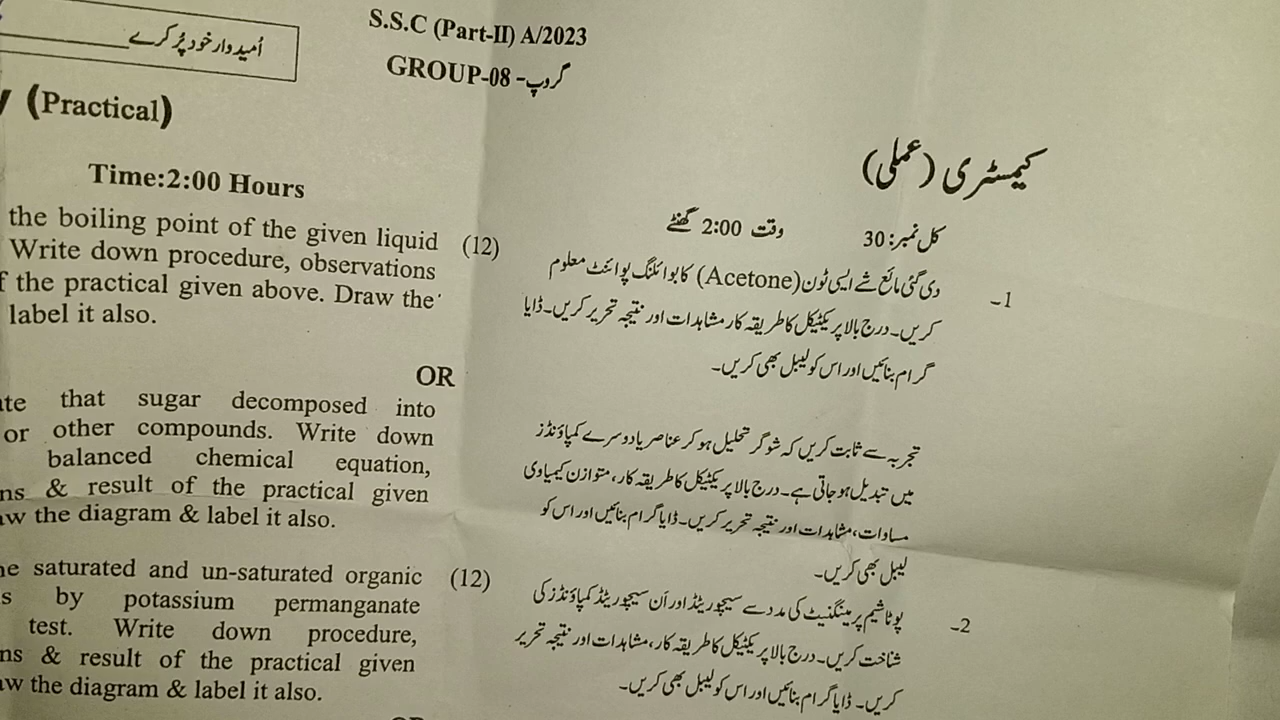 S.S.C (Part-II) A/2023
GROUP-08 - گروپ
اُمیدوار خود پُر کرے
(Practical)
Time:2:00 Hours
the boiling point of the given liquid (12)
Write down procedure, observations
the practical given above. Draw the
label it also.
OR
that sugar decomposed into
or other compounds. Write down
balanced chemical equation,
& result of the practical given
the diagram & label it also.
saturated and un-saturated organic (12)
by potassium permanganate
test. Write down procedure,
& result of the practical given
the diagram & label it also.
کیمسٹری (عملی)
کل نمبر: 30 وقت 2:00 گھنٹے
1۔ دی گئی مائع شے ایسی ٹون (Acetone) کا بوائلنگ پوائنٹ معلوم
کریں۔ درج بالا پریکٹیکل کا طریقہ کار مشاہدات اور نتیجہ تحریر کریں۔ ڈایا
گرام بنائیں اور اس کو لیبل بھی کریں۔
تجربہ سے ثابت کریں کہ شوگر تحلیل ہو کر عناصر یا دوسرے کمپاؤنڈز
میں تبدیل ہو جاتی ہے۔ درج بالا پریکٹیکل کا طریقہ کار، متوازن کیمیاوی
مساوات، مشاہدات اور نتیجہ تحریر کریں۔ ڈایا گرام بنائیں اور اس کو
لیبل بھی کریں۔
2۔ پوٹاشیم پرمینگنیٹ کی مدد سے سیچوریٹڈ اور اَن سیچوریٹڈ کمپاؤنڈز کی
شناخت کریں۔ درج بالا پریکٹیکل کا طریقہ کار، مشاہدات اور نتیجہ تحریر
کریں۔ ڈایا گرام بنائیں اور اس کو لیبل بھی کریں۔